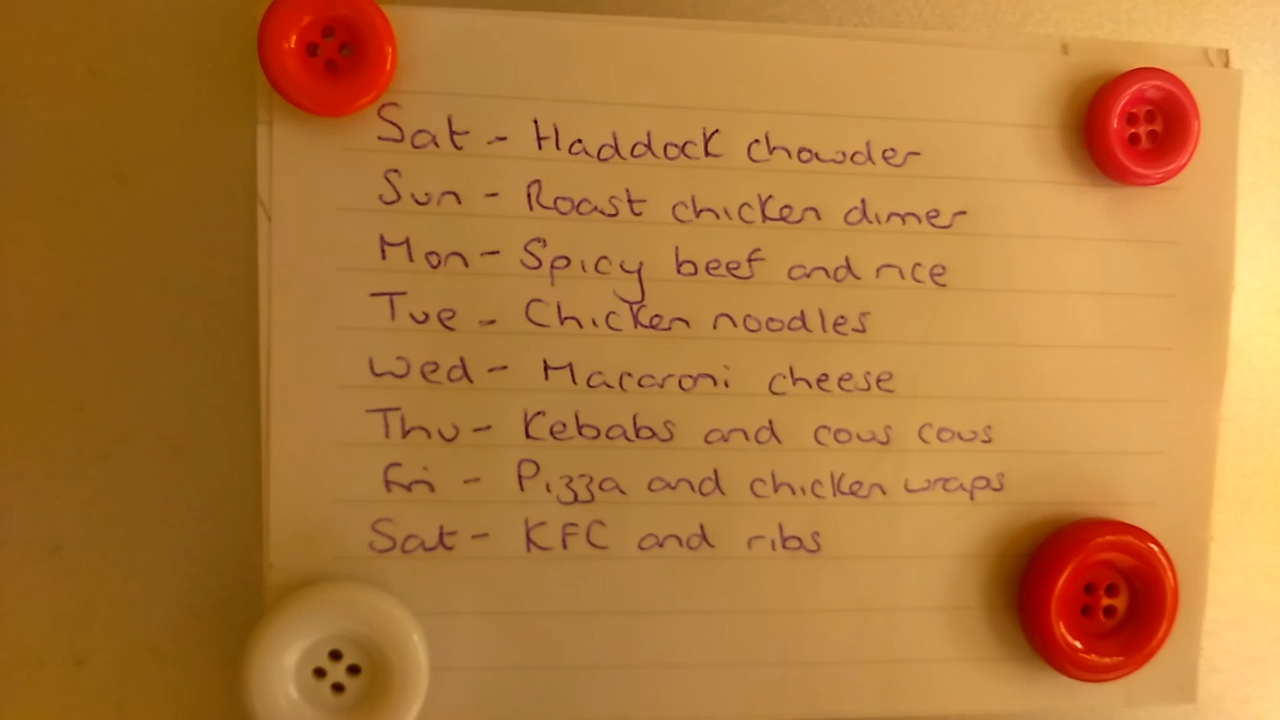 Sat - Haddock chowder
Sun - Roast chicken dinner
Mon - Spicy beef and rice
Tue - Chicken noodles
Wed - Macaroni cheese
Thu - Kebabs and cous cous
Fri - Pizza and chicken wraps
Sat - KFC and ribs